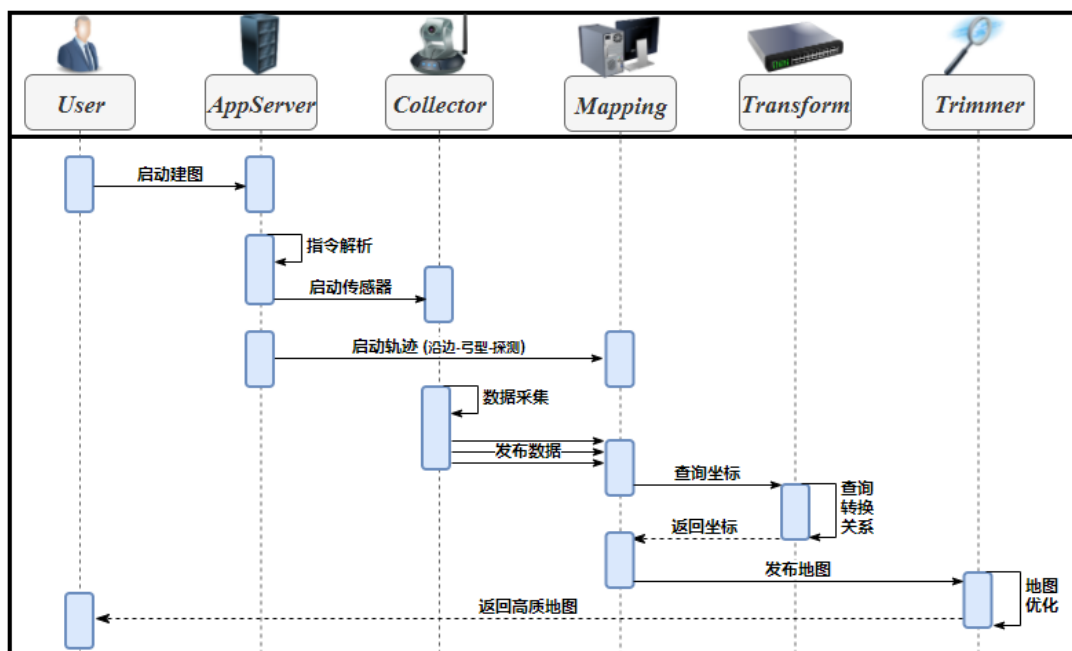 User
AppServer
Collector
Mapping
Transform
Trimmer
启动建图
指令解析
启动传感器
启动轨迹 (沿边-弓型-探测)
数据采集
发布数据
查询坐标
查询
转换
关系
返回坐标
发布地图
地图
优化
返回高质地图